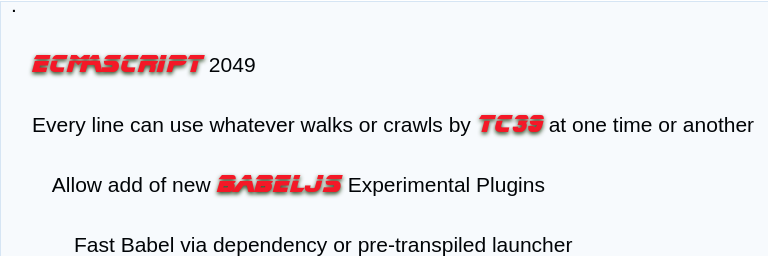 .
ECMASCRIPT 2049
Every line can use whatever walks or crawls by TC39 at one time or another
Allow add of new BABELJS Experimental Plugins
Fast Babel via dependency or pre-transpiled launcher